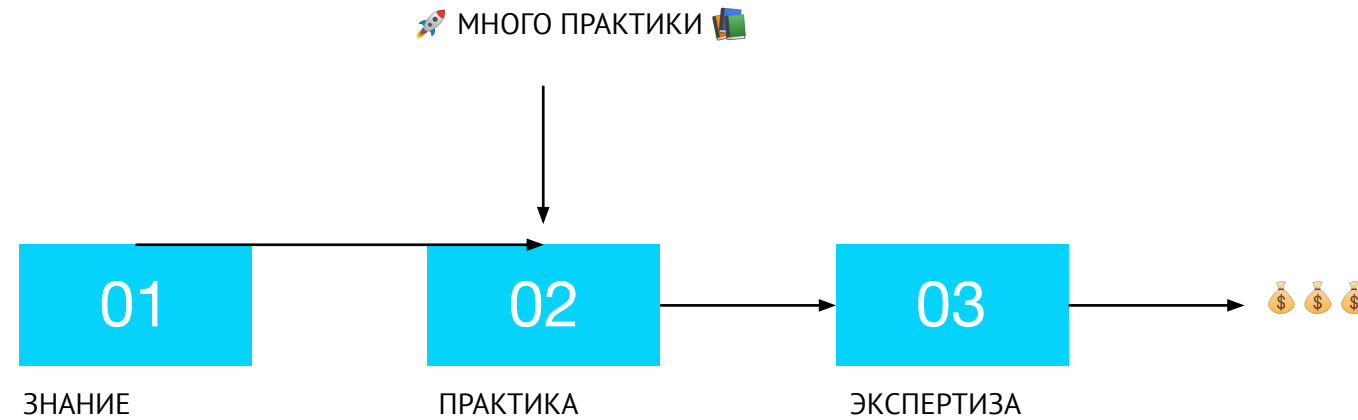 🚀 МНОГО ПРАКТИКИ 📚
01
02
03
ЗНАНИЕ
ПРАКТИКА
ЭКСПЕРТИЗА